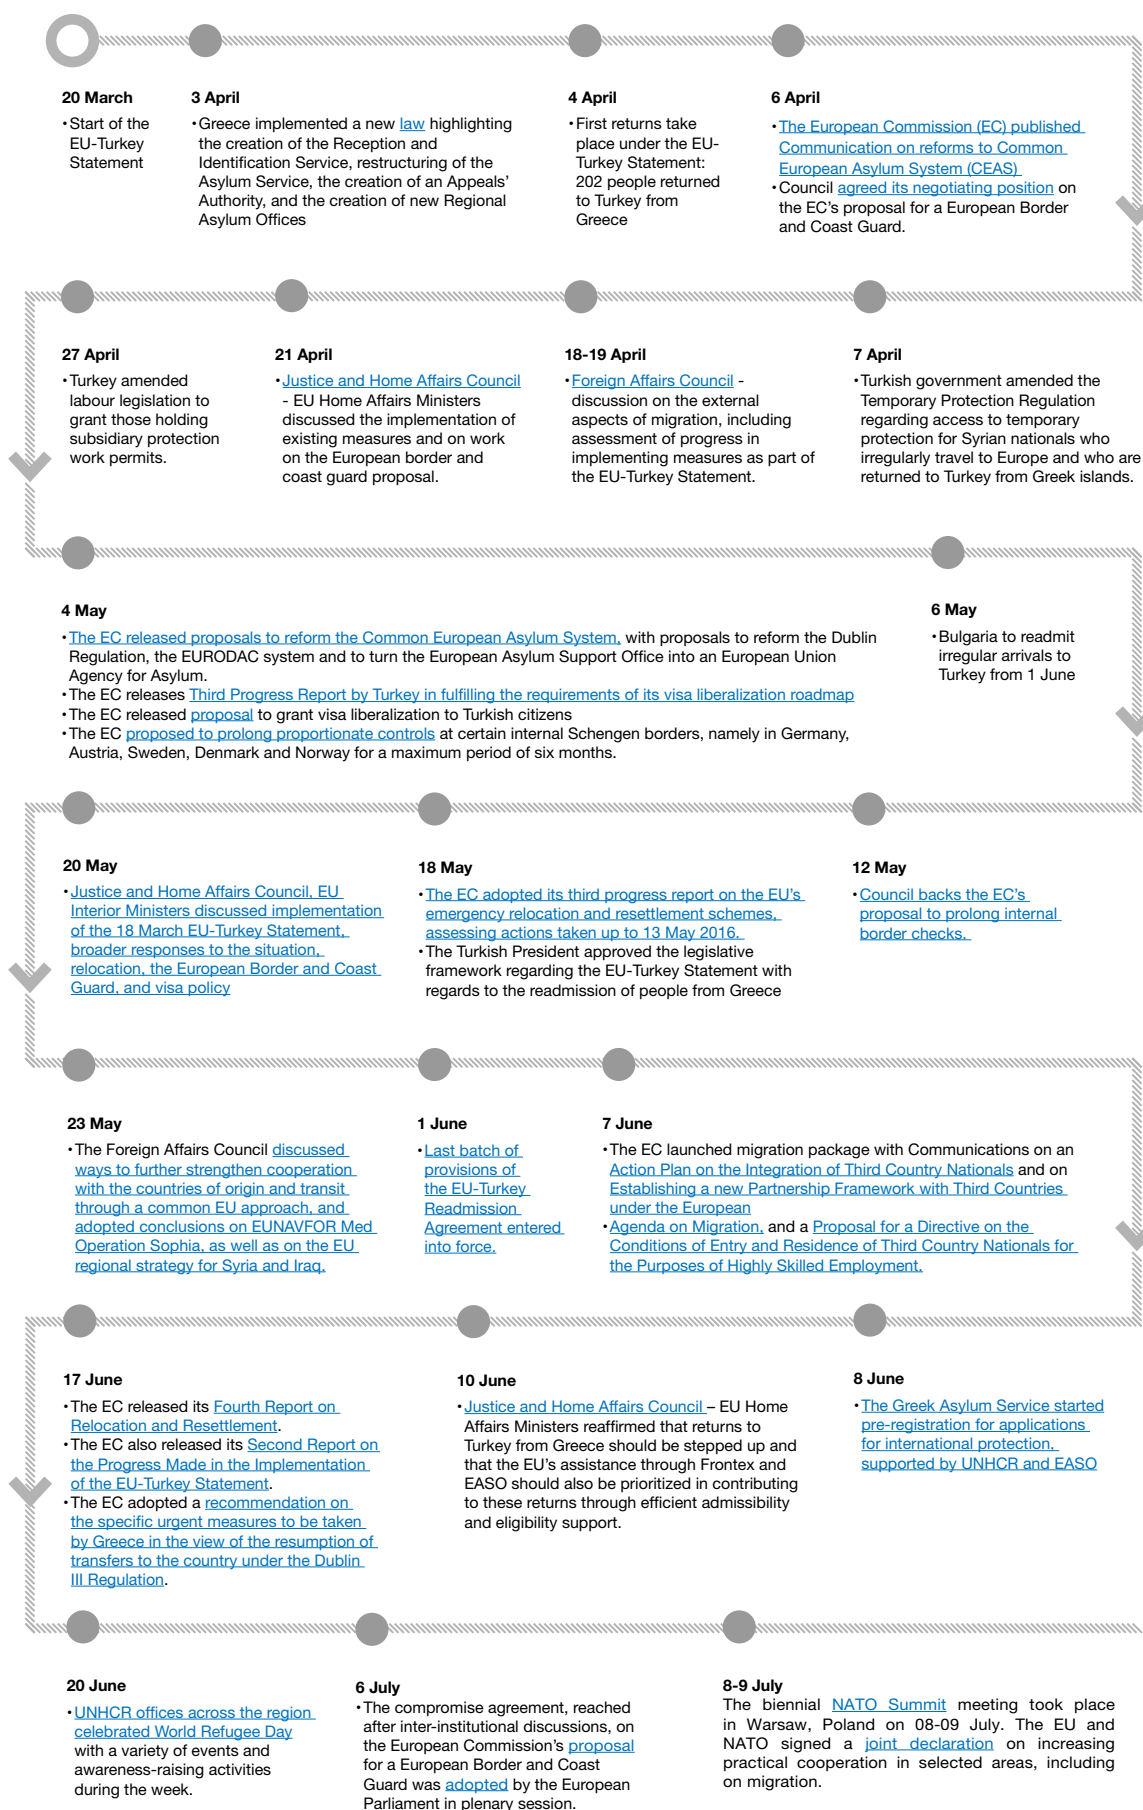 20 March
•Start of the
EU-Turkey
Statement
3 April
•Greece implemented a new law highlighting
the creation of the Reception and
Identification Service, restructuring of the
Asylum Service, the creation of an Appeals’
Authority, and the creation of new Regional
Asylum Offices
4 April
•First returns take
place under the EU-
Turkey Statement:
202 people returned
to Turkey from
Greece
6 April
•The European Commission (EC) published
Communication on reforms to Common
European Asylum System (CEAS)
•Council agreed its negotiating position on
the EC’s proposal for a European Border
and Coast Guard.
27 April
•Turkey amended
labour legislation to
grant those holding
subsidiary protection
work permits.
21 April
•Justice and Home Affairs Council
- EU Home Affairs Ministers
discussed the implementation of
existing measures and on work
on the European border and
coast guard proposal.
18-19 April
•Foreign Affairs Council -
discussion on the external
aspects of migration, including
assessment of progress in
implementing measures as part of
the EU-Turkey Statement.
7 April
•Turkish government amended the
Temporary Protection Regulation
regarding access to temporary
protection for Syrian nationals who
irregularly travel to Europe and who are
returned to Turkey from Greek islands.
4 May
•The EC released proposals to reform the Common European Asylum System, with proposals to reform the Dublin
Regulation, the EURODAC system and to turn the European Asylum Support Office into an European Union
Agency for Asylum.
•The EC releases Third Progress Report by Turkey in fulfilling the requirements of its visa liberalization roadmap
•The EC released proposal to grant visa liberalization to Turkish citizens
•The EC proposed to prolong proportionate controls at certain internal Schengen borders, namely in Germany,
Austria, Sweden, Denmark and Norway for a maximum period of six months.
6 May
•Bulgaria to readmit
irregular arrivals to
Turkey from 1 June
20 May
•Justice and Home Affairs Council, EU
Interior Ministers discussed implementation
of the 18 March EU-Turkey Statement,
broader responses to the situation,
relocation, the European Border and Coast
Guard, and visa policy
18 May
•The EC adopted its third progress report on the EU’s
emergency relocation and resettlement schemes,
assessing actions taken up to 13 May 2016.
•The Turkish President approved the legislative
framework regarding the EU-Turkey Statement with
regards to the readmission of people from Greece
12 May
•Council backs the EC’s
proposal to prolong internal
border checks.
23 May
•The Foreign Affairs Council discussed
ways to further strengthen cooperation
with the countries of origin and transit
through a common EU approach, and
adopted conclusions on EUNAVFOR Med
Operation Sophia, as well as on the EU
regional strategy for Syria and Iraq.
1 June
•Last batch of
provisions of
the EU-Turkey
Readmission
Agreement entered
into force.
7 June
•The EC launched migration package with Communications on an
Action Plan on the Integration of Third Country Nationals and on
Establishing a new Partnership Framework with Third Countries
under the European
•Agenda on Migration, and a Proposal for a Directive on the
Conditions of Entry and Residence of Third Country Nationals for
the Purposes of Highly Skilled Employment.
17 June
•The EC released its Fourth Report on
Relocation and Resettlement.
•The EC also released its Second Report on
the Progress Made in the Implementation
of the EU-Turkey Statement.
•The EC adopted a recommendation on
the specific urgent measures to be taken
by Greece in the view of the resumption of
transfers to the country under the Dublin
III Regulation.
10 June
•Justice and Home Affairs Council – EU Home
Affairs Ministers reaffirmed that returns to
Turkey from Greece should be stepped up and
that the EU’s assistance through Frontex and
EASO should also be prioritized in contributing
to these returns through efficient admissibility
and eligibility support.
8 June
•The Greek Asylum Service started
pre-registration for applications
for international protection,
supported by UNHCR and EASO
20 June
•UNHCR offices across the region
celebrated World Refugee Day
with a variety of events and
awareness-raising activities
during the week.
6 July
•The compromise agreement, reached
after inter-institutional discussions, on
the European Commission’s proposal
for a European Border and Coast
Guard was adopted by the European
Parliament in plenary session.
8-9 July
The biennial NATO Summit meeting took place
in Warsaw, Poland on 08-09 July. The EU and
NATO signed a joint declaration on increasing
practical cooperation in selected areas, including
on migration.